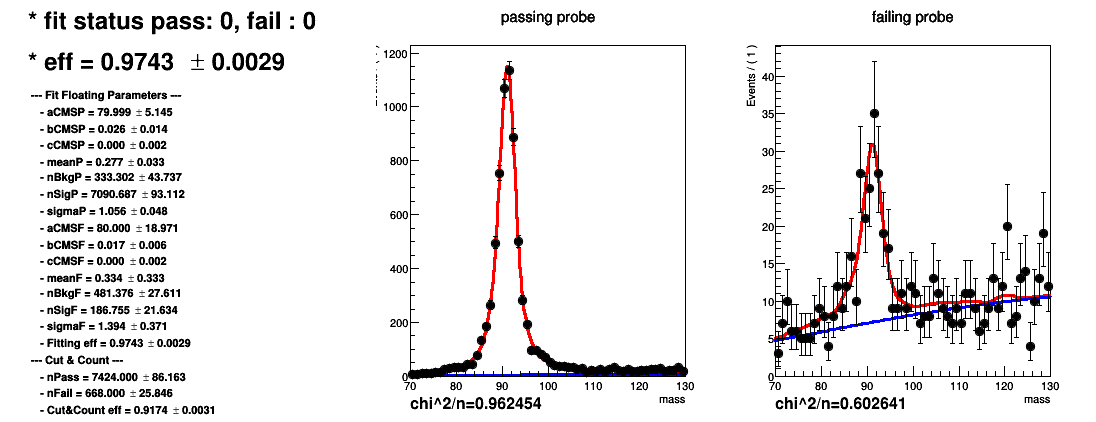 * fit status pass: 0, fail : 0
* eff = 0.9743 ± 0.0029
--- Fit Floating Parameters ---
- aCMSP = 79.999 ± 5.145
- bCMSP = 0.026 ± 0.014
- cCMSP = 0.000 ± 0.002
- meanP = 0.277 ± 0.033
- nBkgP = 333.302 ± 43.737
- nSigP = 7090.687 ± 93.112
- sigmaP = 1.056 ± 0.048
- aCMSF = 80.000 ± 18.971
- bCMSF = 0.017 ± 0.006
- cCMSF = 0.000 ± 0.002
- meanF = 0.334 ± 0.333
- nBkgF = 481.376 ± 27.611
- nSigF = 186.755 ± 21.634
- sigmaF = 1.394 ± 0.371
- Fitting eff = 0.9743 ± 0.0029
--- Cut & Count ---
- nPass = 7424.000 ± 86.163
- nFail = 668.000 ± 25.846
- Cut&Count eff = 0.9174 ± 0.0031
passing probe
1200
1000
800
600
400
200
0
70 80 90 100 110 120 130
mass
chi^2/n=0.962454
failing probe
Events / ( 1 )
40
35
30
25
20
15
10
5
0
70 80 90 100 110 120 130
mass
chi^2/n=0.602641